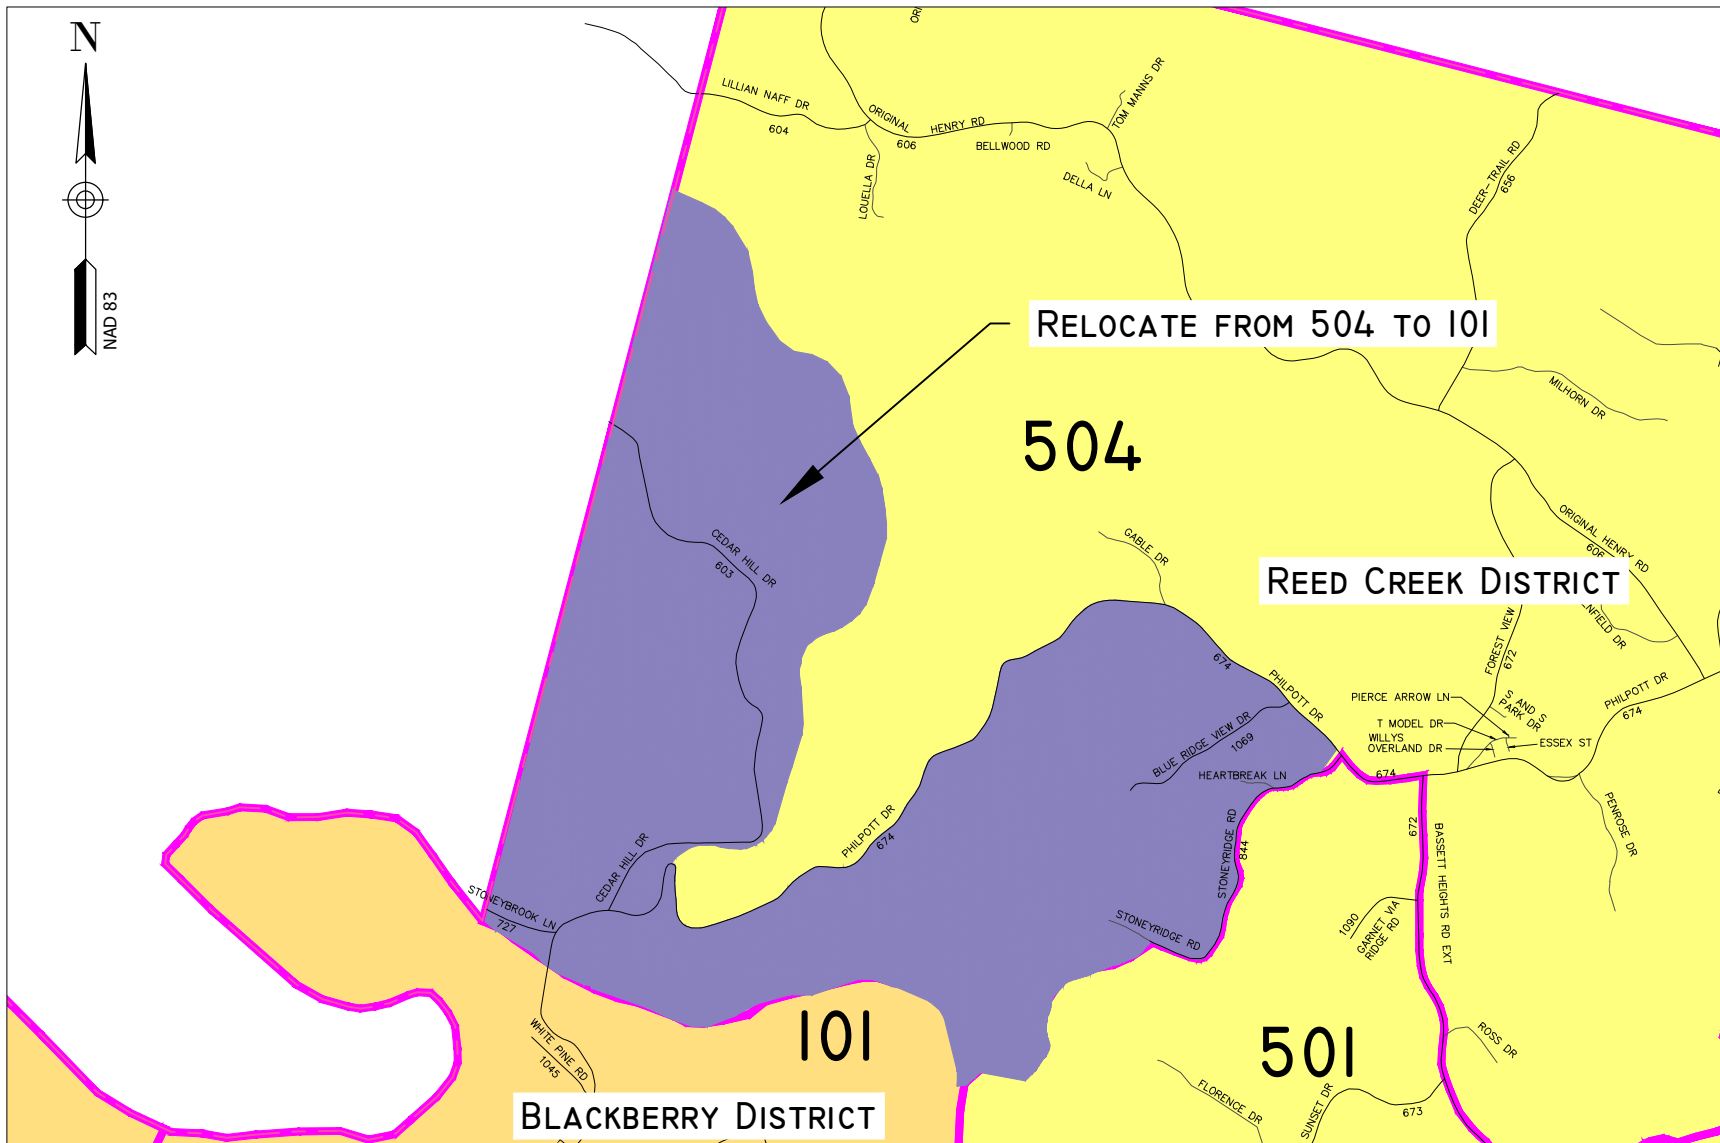 N
NAD 83
LILLIAN NAFF DR
604
ORIGINAL
HENRY RD
606
LOUELLA DR
BELLWOOD RD
TOM MANNS DR
DELLA LN
DEER-TRAIL RD
656
RELOCATE FROM 504 TO 101
MILHORN DR
504
CEDAR HILL DR
603
GABLE DR
ORIGINAL HENRY RD
606
REED CREEK DISTRICT
FOREST VIEW
672
674
PHILPOTT DR
PHILPOTT DR
674
PIERCE ARROW LN
S AND S
PARK DR
T MODEL DR
WILLYS
OVERLAND DR
ESSEX ST
BLUE RIDGE VIEW DR
1069
HEARTBREAK LN
674
PENROSE DR
PHILPOTT DR
674
STONEYRIDGE RD
844
672
BASSETT HEIGHTS RD EXT
CEDAR HILL DR
STONEYBROOK LN
727
STONEYRIDGE RD
1090
GARNET VIA
RIDGE RD
101
501
WHITE PINE RD
1045
ROSS DR
FLORENCE DR
SUNSET DR
673
BLACKBERRY DISTRICT